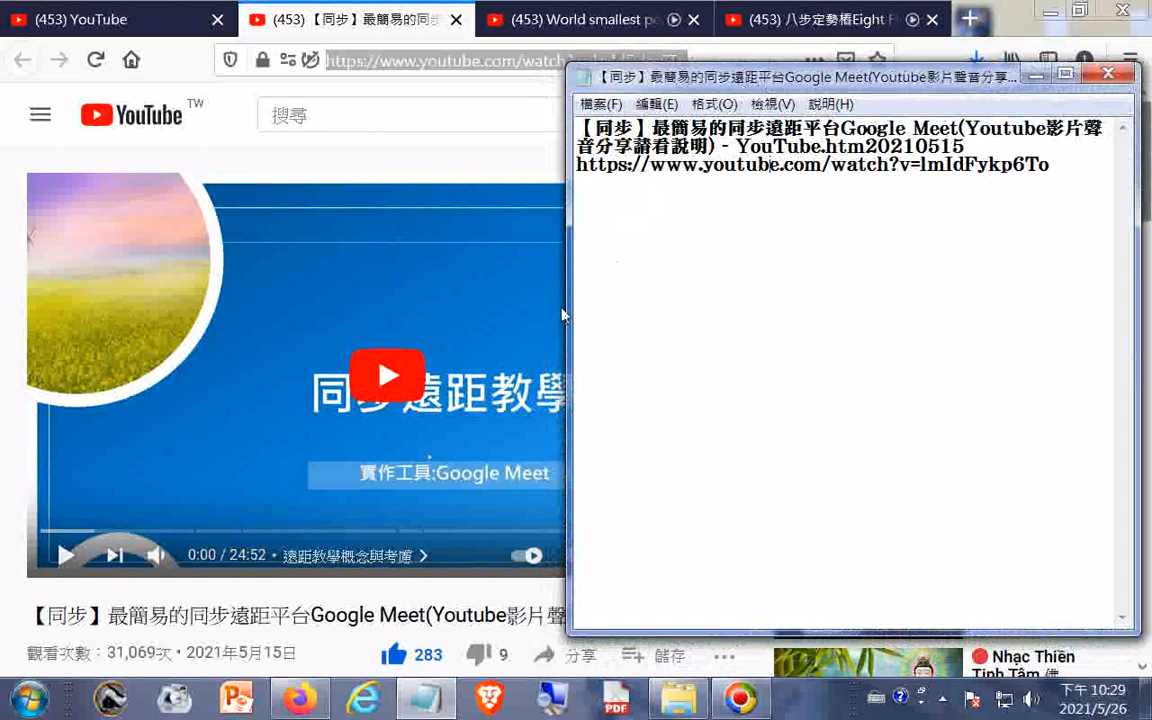 (453) YouTube
(453) 【同步】最簡易的同步
(453) World smallest po
(453) 八步定勢樁Eight F
https://www.youtube.com/watch
YouTube TW
搜尋
【同步】最簡易的同步遠距平台Google Meet(Youtube影片聲音分享...
檔案(F) 編輯(E) 格式(O) 檢視(V) 說明(H)
【同步】最簡易的同步遠距平台Google Meet(Youtube影片聲
音分享請看說明) - YouTube.htm20210515
https://www.youtube.com/watch?v=lmIdFykp6To
同步遠距教學
實作工具:Google Meet
0:00 / 24:52 • 遠距教學概念與考慮
【同步】最簡易的同步遠距平台Google Meet(Youtube影片聲
觀看次數：31,069次 • 2021年5月15日
283
9
分享
儲存
Nhạc Thiền
Tịnh Tâm
PDF
下午 10:29
2021/5/26